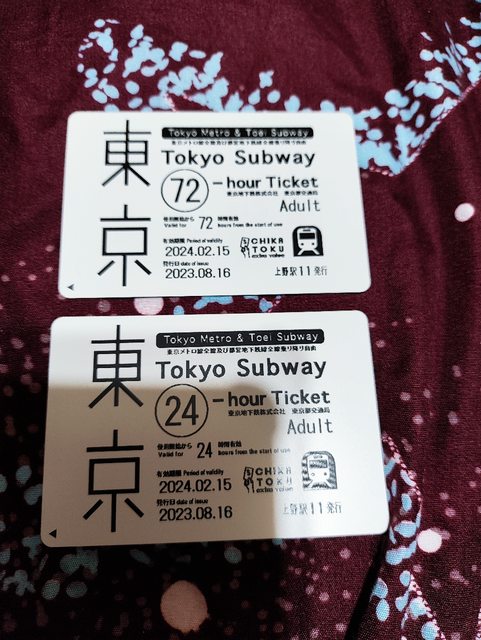 東京
Tokyo Metro & Toei Subway
東京メトロ線全線及び都営地下鉄線全線乗り降り自由
Tokyo Subway
72-hour Ticket
東京地下鉄株式会社 東京都交通局
Adult
使用開始から 72 時間有効
Valid for hours from the start of use
有効期限 Period of validity
2024.02.15
発行日 date of issue
2023.08.16
CHIKA
TOKU
extra value
上野駅11発行
東京
Tokyo Metro & Toei Subway
東京メトロ線全線及び都営地下鉄線全線乗り降り自由
Tokyo Subway
24-hour Ticket
東京地下鉄株式会社 東京都交通局
Adult
使用開始から 24 時間有効
Valid for hours from the start of use
有効期限 Period of validity
2024.02.15
発行日 date of issue
2023.08.16
CHIKA
TOKU
extra value
上野駅11発行